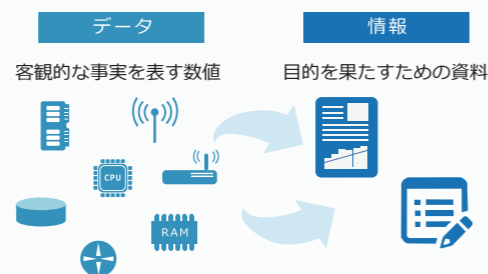 データ
情報
客観的な事実を表す数値
目的を果たすための資料
CPU
RAM